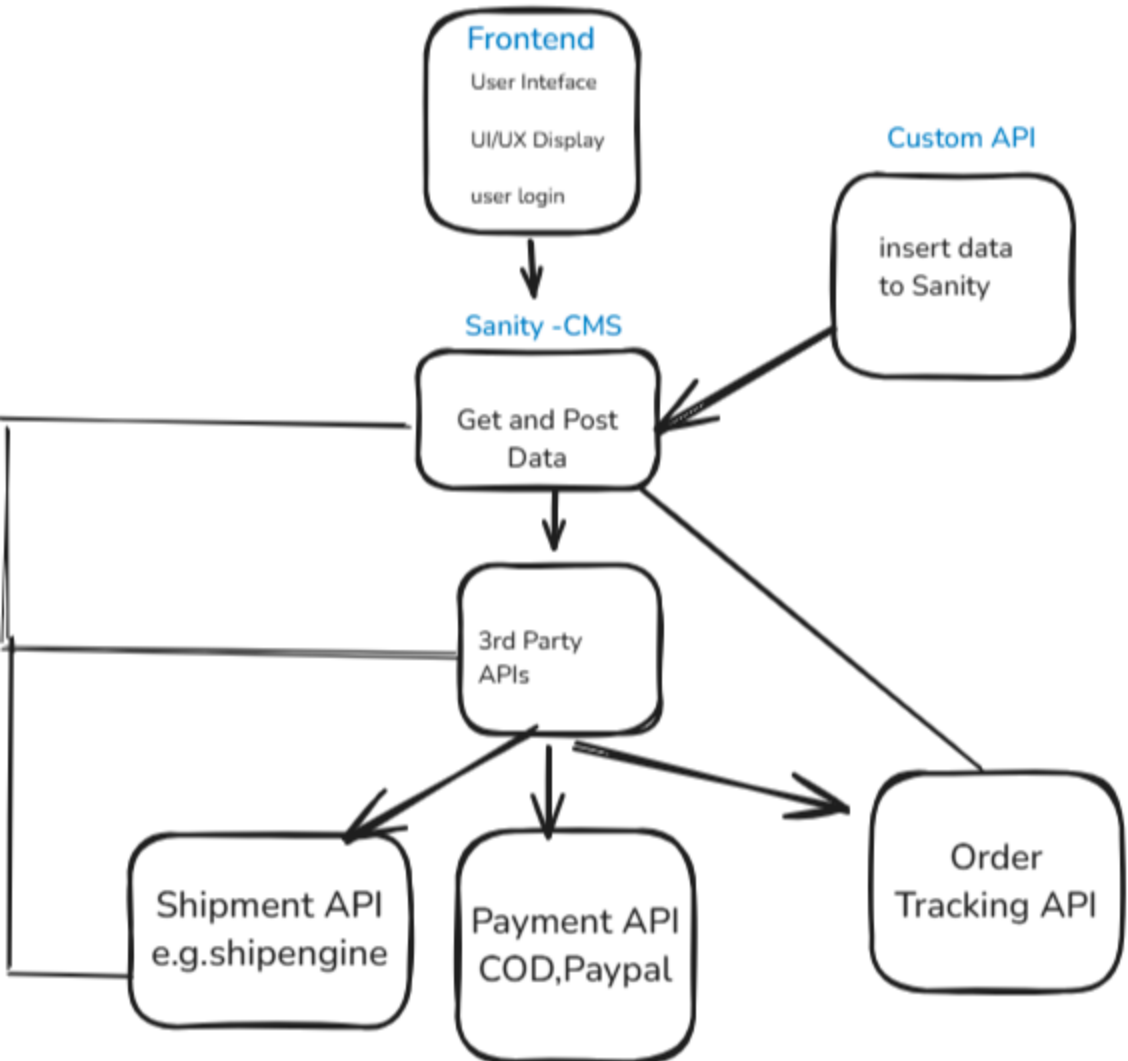 Frontend
User Inteface
UI/UX Display
user login
Custom API
insert data
to Sanity
Sanity -CMS
Get and Post
Data
3rd Party
APIs
Shipment API
e.g.shipengine
Payment API
COD,Paypal
Order
Tracking API